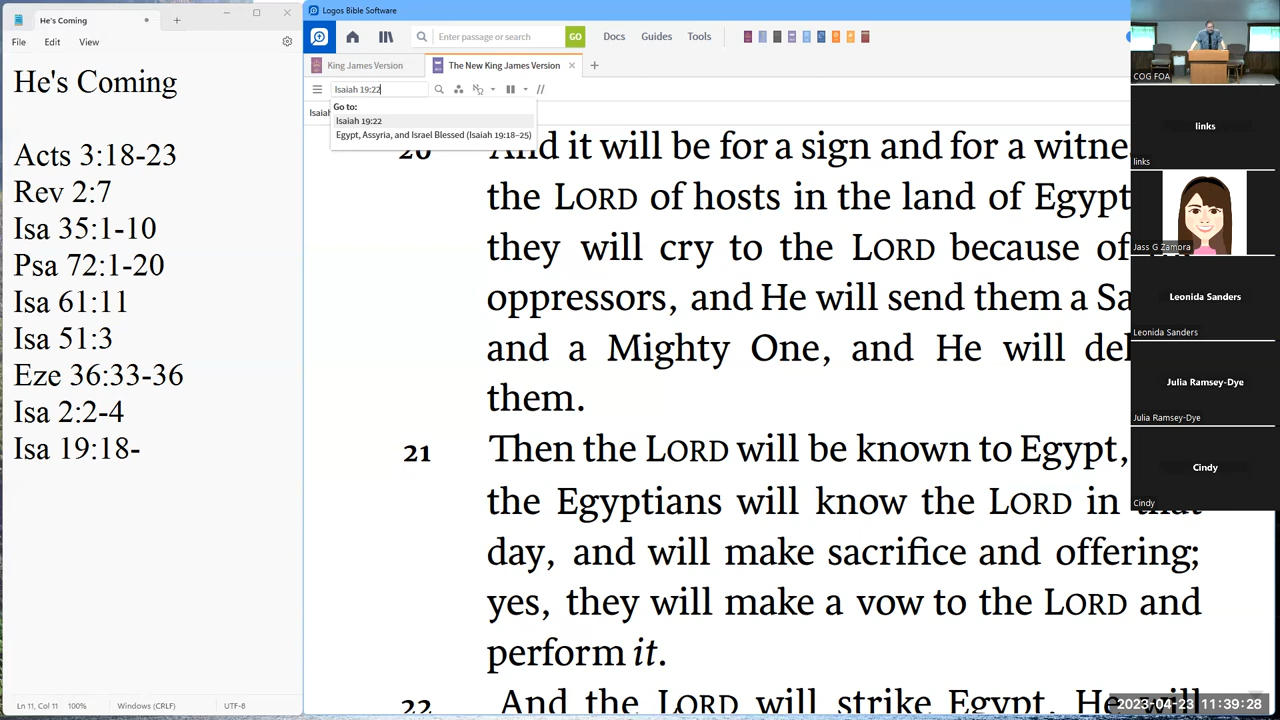 He's Coming
File Edit View
He's Coming
Acts 3:18-23
Rev 2:7
Isa 35:1-10
Psa 72:1-20
Isa 61:11
Isa 51:3
Eze 36:33-36
Isa 2:2-4
Isa 19:18-
Ln 11, Col 11 100% Windows (CRLF) UTF-8
Logos Bible Software
Enter passage or search GO Docs Guides Tools
King James Version The New King James Version
Isaiah 19:22
Isaiah
Go to:
Isaiah 19:22
Egypt, Assyria, and Israel Blessed (Isaiah 19:18–25)
20 And it will be for a sign and for a
the LORD of hosts in the land of Egypt
they will cry to the LORD because of
oppressors, and He will send them a
and a Mighty One, and He will
them.
21 Then the LORD will be known to Egypt,
the Egyptians will know the LORD in that
day, and will make sacrifice and offering;
yes, they will make a vow to the LORD and
perform it.
22 And the LORD will strike Egypt, He will
COG FOA
links
links
Jass G Zamora
Leonida Sanders
Leonida Sanders
Julia Ramsey-Dye
Julia Ramsey-Dye
Cindy
Cindy
2023-04-23 11:39:28